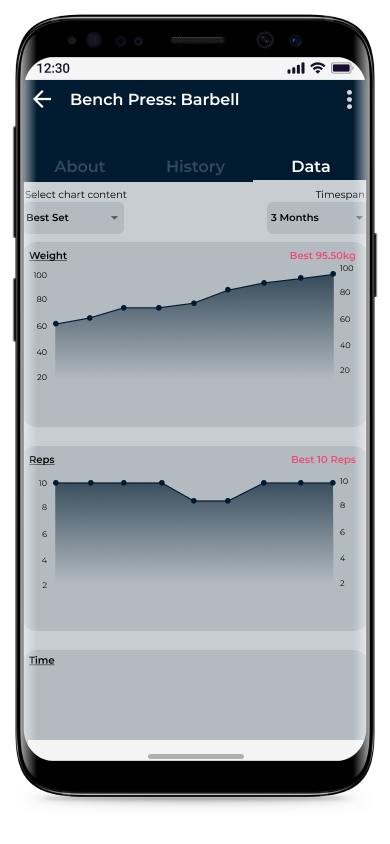 12:30
Bench Press: Barbell
About History Data
Select chart content Timespan
Best Set 3 Months
Weight Best 95.50kg
100 100
80 80
60 60
40 40
20 20
Reps Best 10 Reps
10 10
8 8
6 6
4 4
2 2
Time